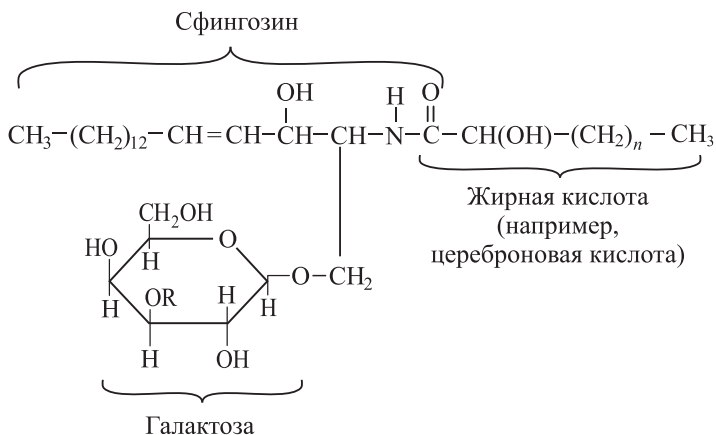 Сфингозин
OH H O
CH₃–(CH₂)₁₂–CH=CH–CH–CH–N–C–CH(OH)–(CH₂)ₙ–CH₃
Жирная кислота
(например,
цереброновая кислота)
CH₂OH
HO O
H
O–CH₂
H OR H H
H OH
Галактоза